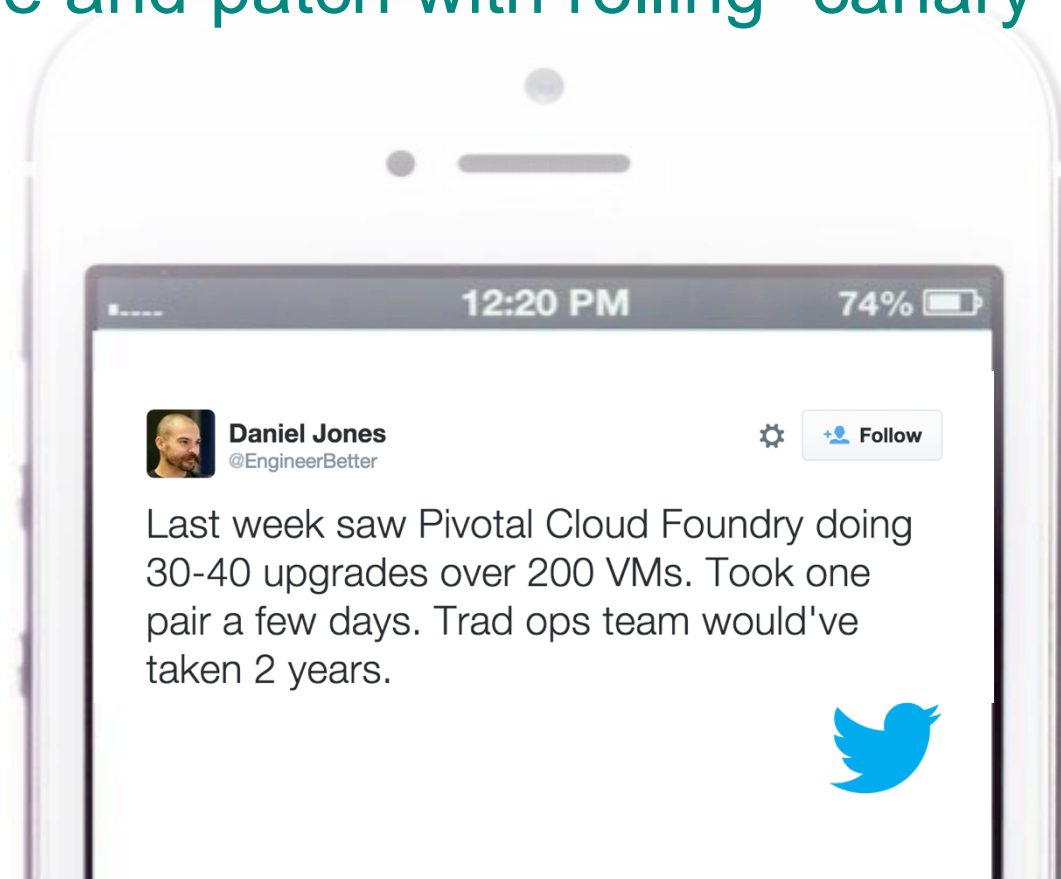 and patch with rolling "canary"
12:20 PM 74%
Daniel Jones
@EngineerBetter
Follow
Last week saw Pivotal Cloud Foundry doing
30-40 upgrades over 200 VMs. Took one
pair a few days. Trad ops team would've
taken 2 years.